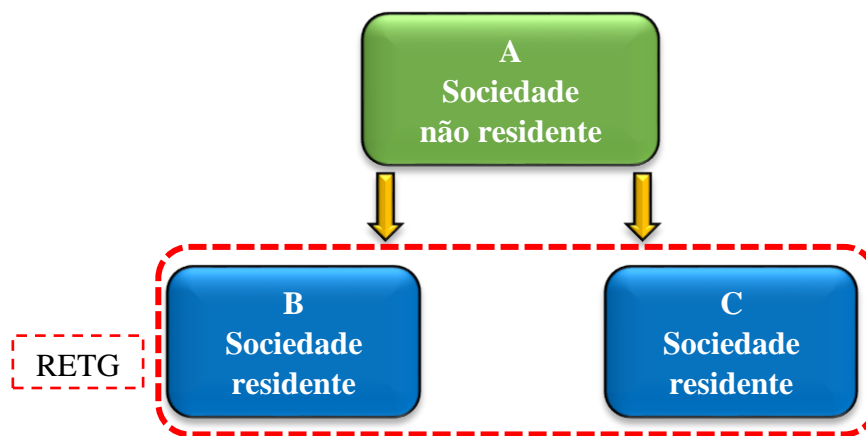 A
Sociedade
não residente
B
Sociedade
residente
C
Sociedade
residente
RETG